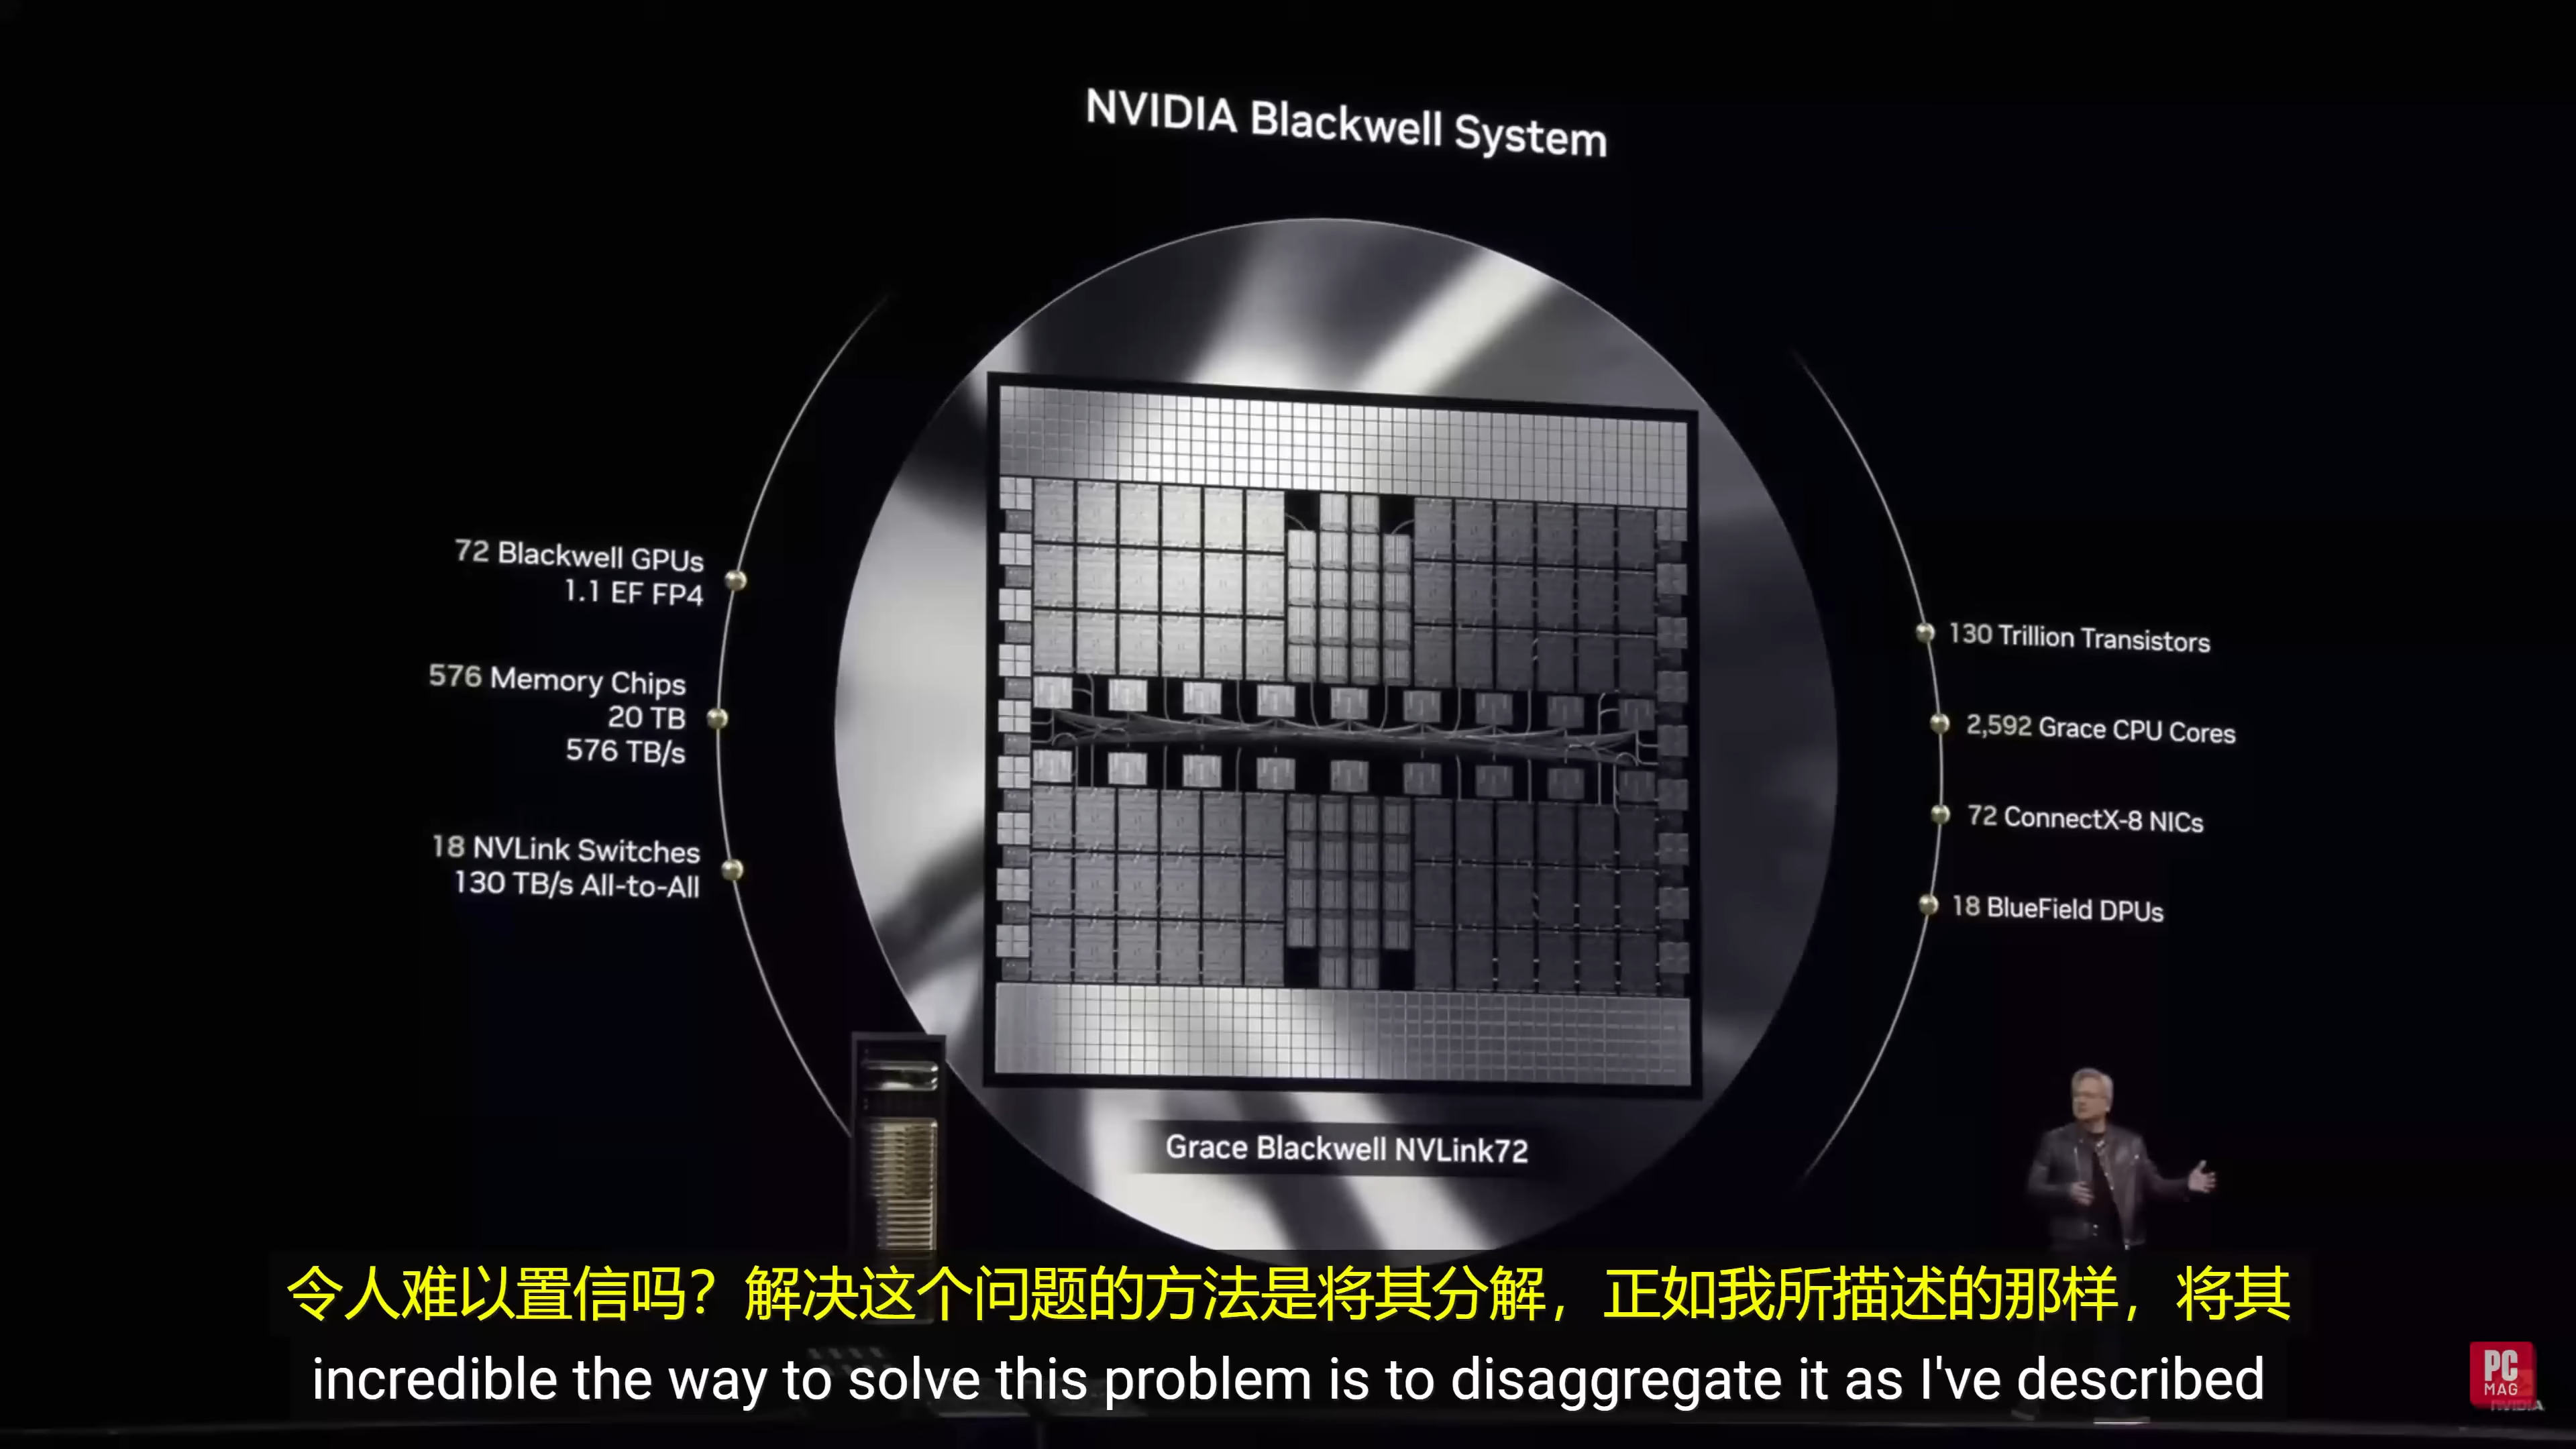 NVIDIA Blackwell System
72 Blackwell GPUs
1.1 EF FP4
576 Memory Chips
20 TB
576 TB/s
18 NVLink Switches
130 TB/s All-to-All
130 Trillion Transistors
2,592 Grace CPU Cores
72 ConnectX-8 NICs
18 BlueField DPUs
Grace Blackwell NVLink72
令人难以置信吗？解决这个问题的方法是将其分解，正如我所描述的那样，将其
incredible the way to solve this problem is to disaggregate it as I've described
PC
MAG
NVIDIA